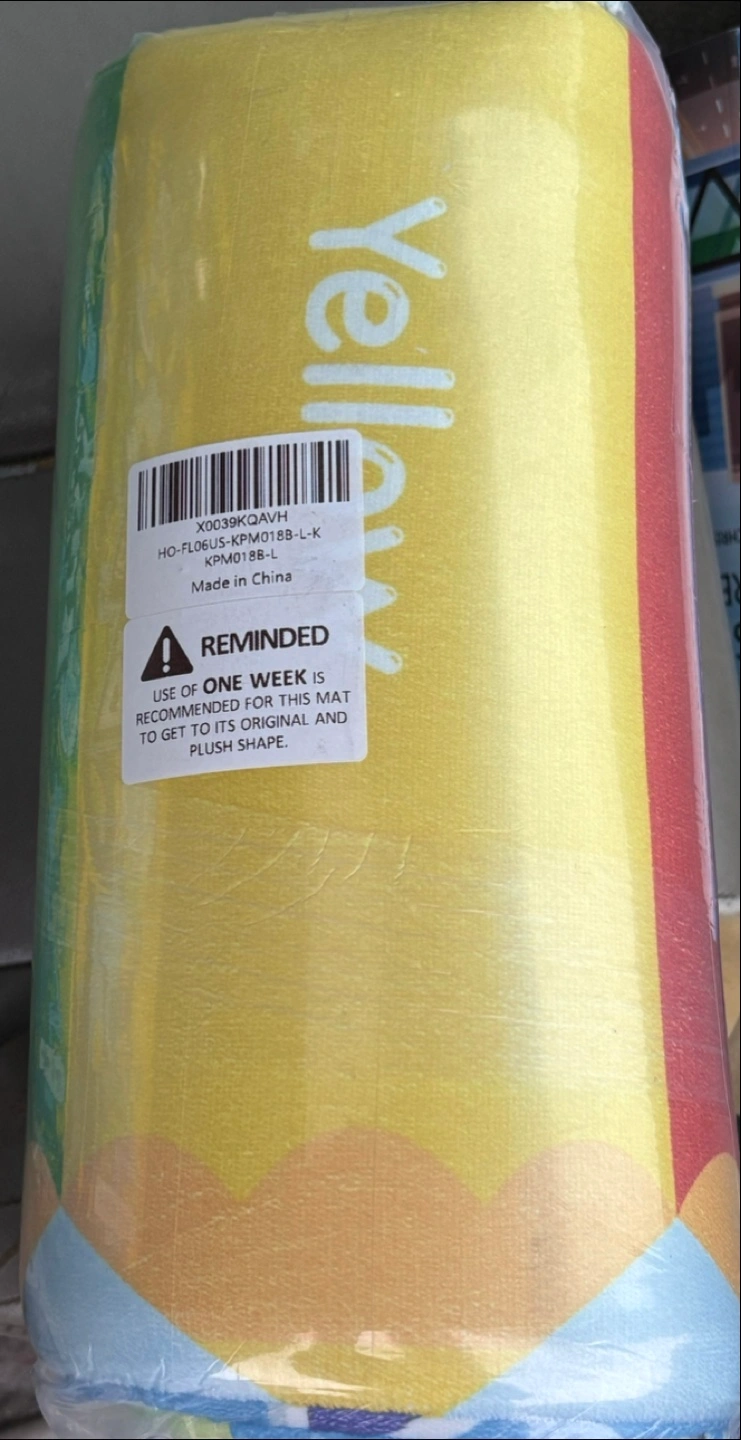 Yellow
X0039KQAVH
HO-FL06US-KPM018B-L-K
KPM018B-L
Made in China
REMINDED
USE OF ONE WEEK IS
RECOMMENDED FOR THIS MAT
TO GET TO ITS ORIGINAL AND
PLUSH SHAPE.